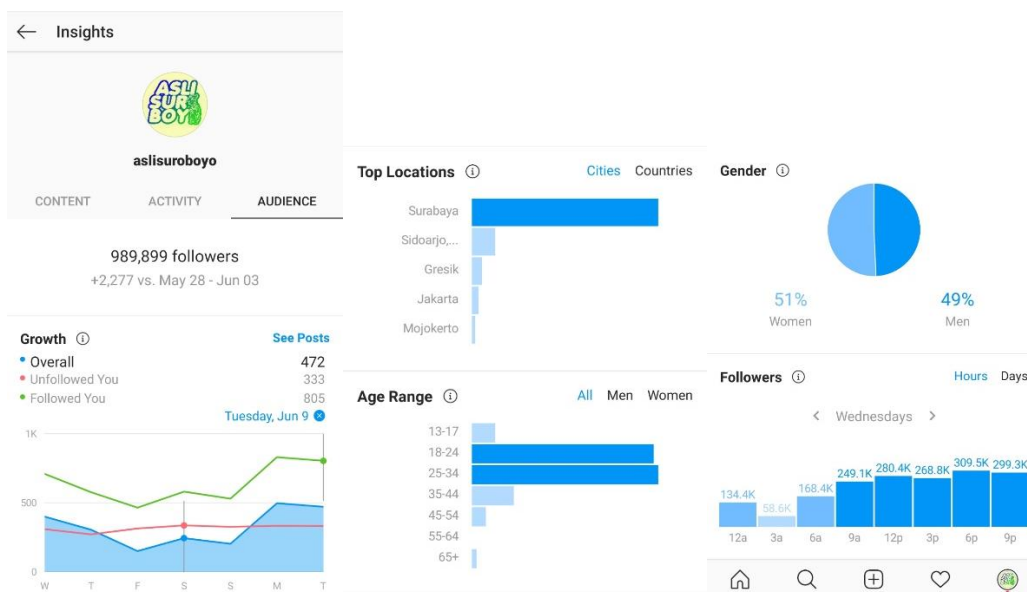 Insights
ASLI
SUR
BOY
aslisuroboyo
CONTENT ACTIVITY AUDIENCE
989,899 followers
+2,277 vs. May 28 - Jun 03
Growth See Posts
Overall 472
Unfollowed You 333
Followed You 805
Tuesday, Jun 9
1K
500
0
W T F S S M T
Top Locations Cities Countries
Surabaya
Sidoarjo,...
Gresik
Jakarta
Mojokerto
Age Range All Men Women
13-17
18-24
25-34
35-44
45-54
55-64
65+
Gender
51% 49%
Women Men
Followers Hours Days
< Wednesdays >
134.4K 58.6K 168.4K 249.1K 280.4K 268.8K 309.5K 299.3K
12a 3a 6a 9a 12p 3p 6p 9p